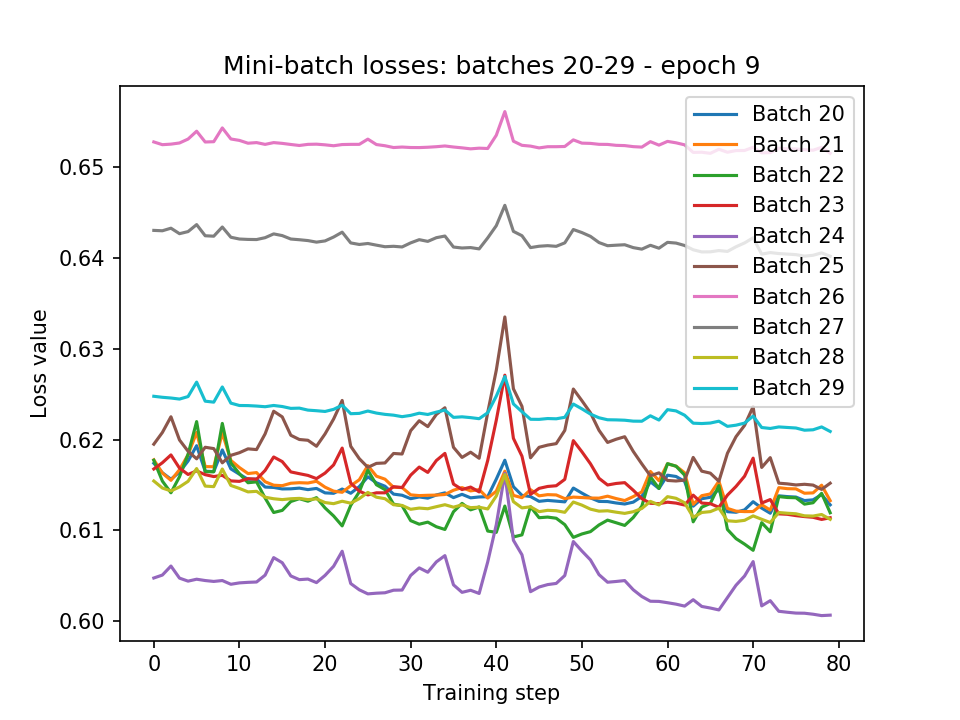 Mini-batch losses: batches 20-29 - epoch 9
Loss value
0.65
0.64
0.63
0.62
0.61
0.60
Batch 20
Batch 21
Batch 22
Batch 23
Batch 24
Batch 25
Batch 26
Batch 27
Batch 28
Batch 29
0 10 20 30 40 50 60 70 80
Training step